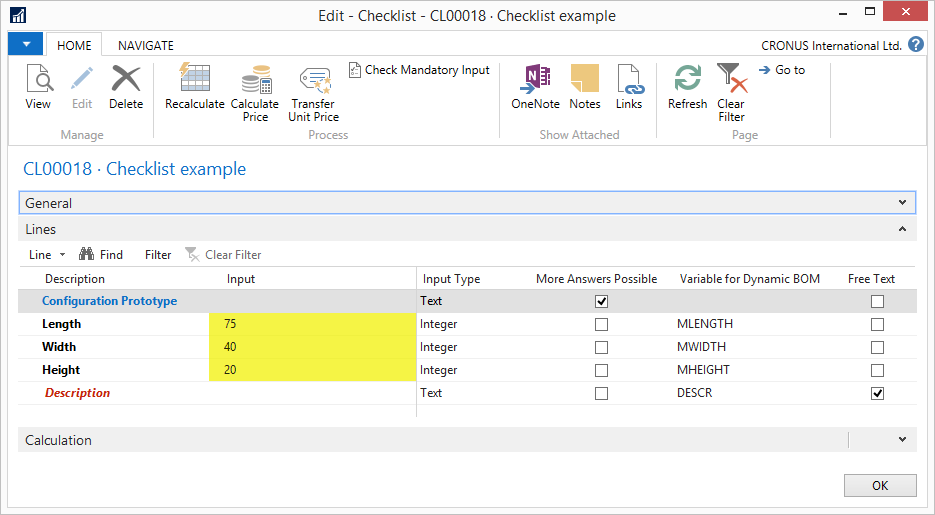 Edit - Checklist - CL00018 · Checklist example
HOME NAVIGATE CRONUS International Ltd. ?
View Edit Delete Recalculate Calculate Price Transfer Unit Price Check Mandatory Input OneNote Notes Links Refresh Clear Filter Go to
Manage Process Show Attached Page
CL00018 · Checklist example
General
Lines
Line Find Filter Clear Filter
Description Input Input Type More Answers Possible Variable for Dynamic BOM Free Text
Configuration Prototype Text
Length 75 Integer MLENGTH
Width 40 Integer MWIDTH
Height 20 Integer MHEIGHT
Description Text DESCR
Calculation
OK